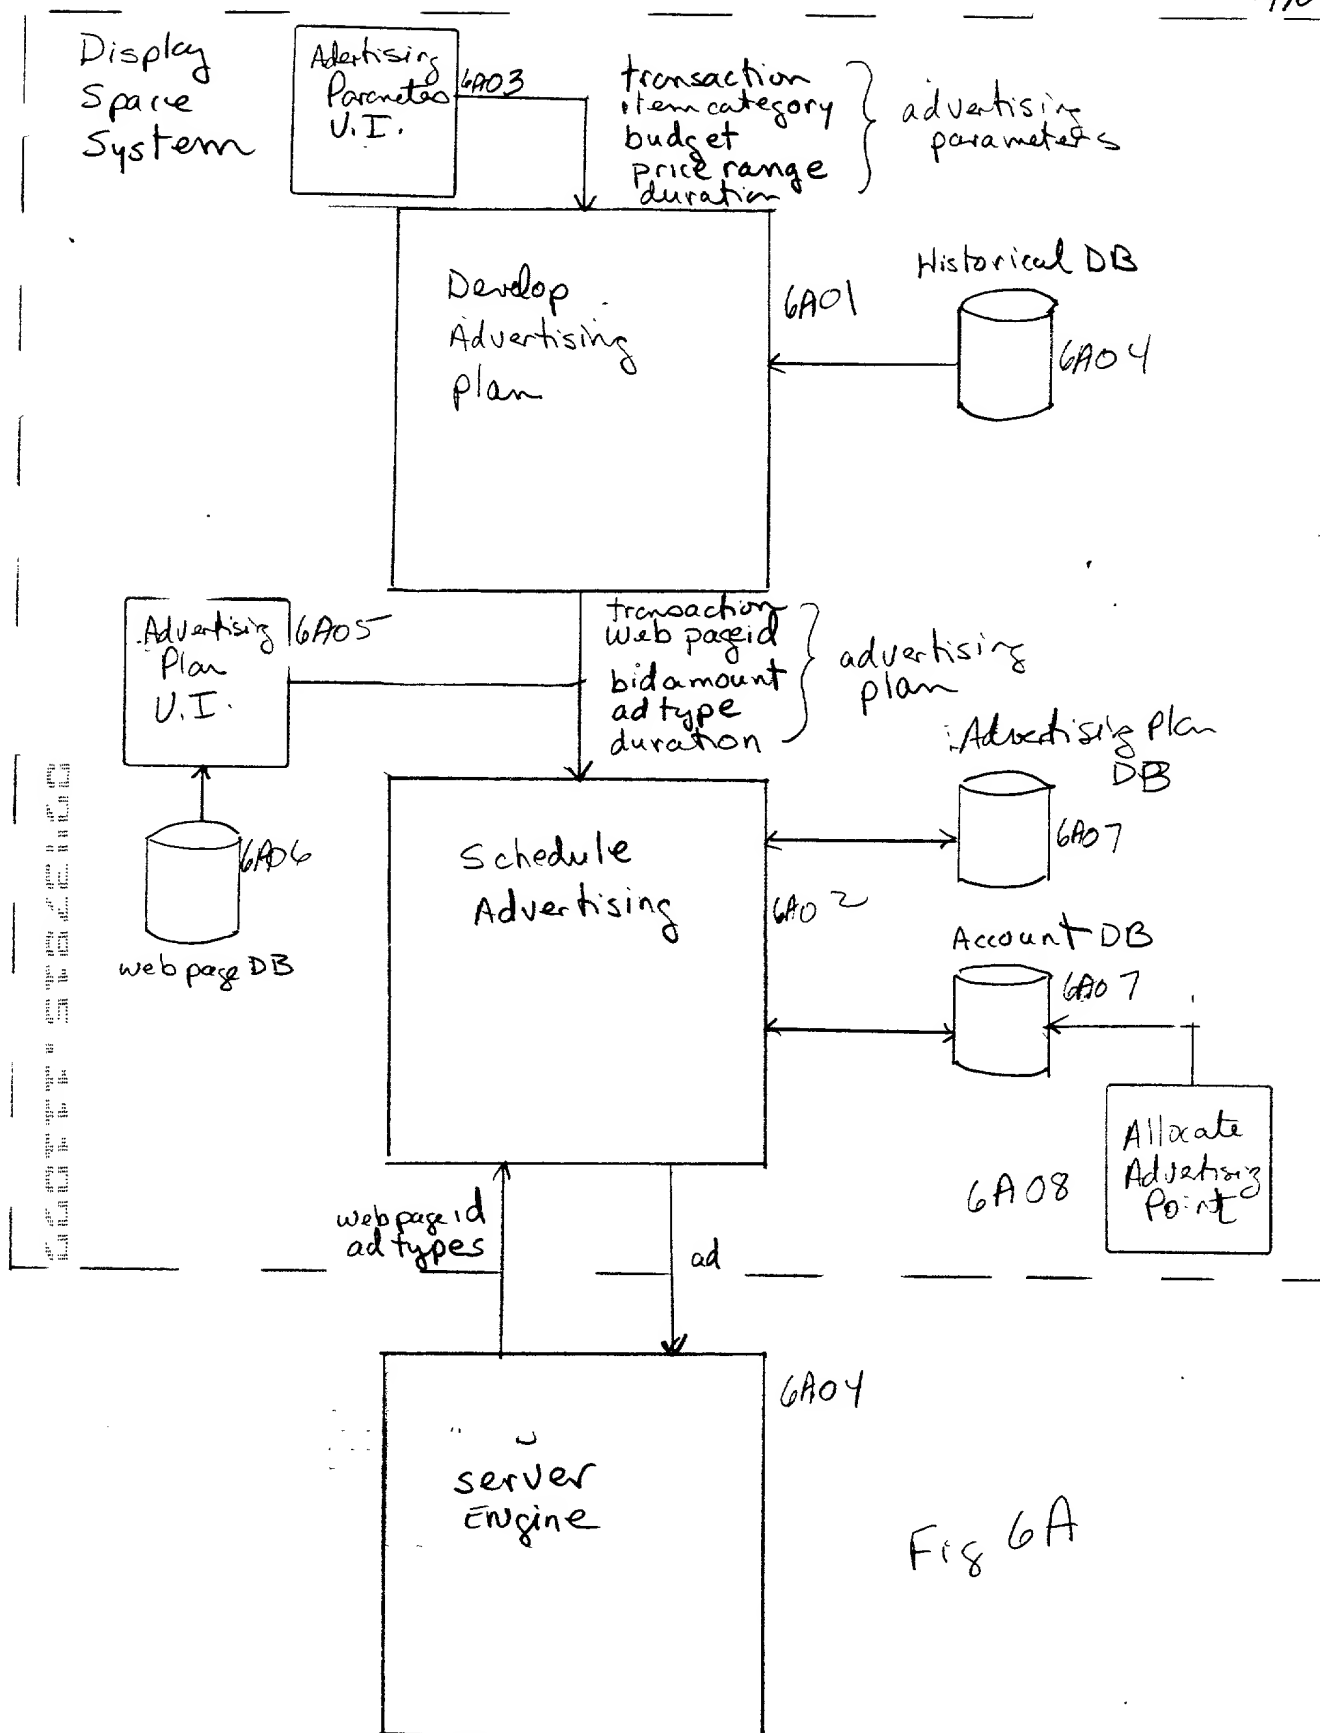 Display
Space
System
Adertising
Parameters
U.I.
6A03
transaction
item category
budget
price range
duration
advertising
parameters
Develop
Advertising
plan
6A01
Historical DB
6A04
Advertising
Plan
U.I.
6A05
transaction
web pageid
bidamount
ad type
duration
advertising
plan
Advertising Plan
DB
6A07
6A06
web page DB
Schedule
Advertising
6A02
Account DB
6A07
Allocate
Advertising
Point
6A08
web page id
ad types
ad
6A04
server
Engine
Fig 6A